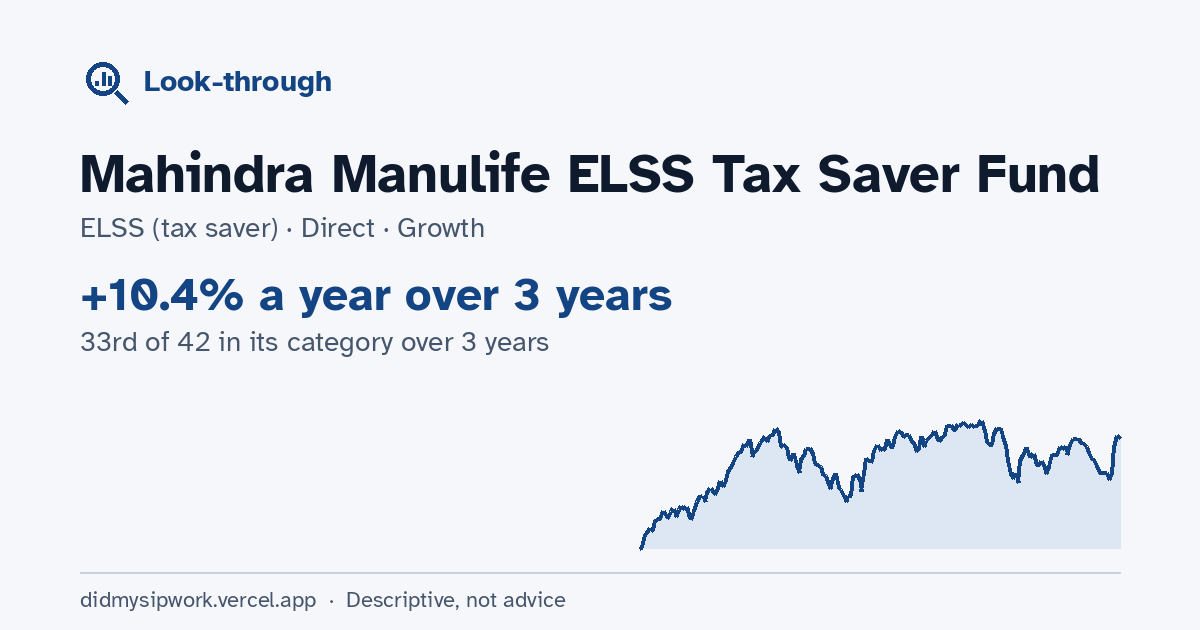 Look-through
Mahindra Manulife ELSS Tax Saver Fund
ELSS (tax saver) · Direct · Growth
+10.4% a year over 3 years
33rd of 42 in its category over 3 years
didmysipwork.vercel.app · Descriptive, not advice